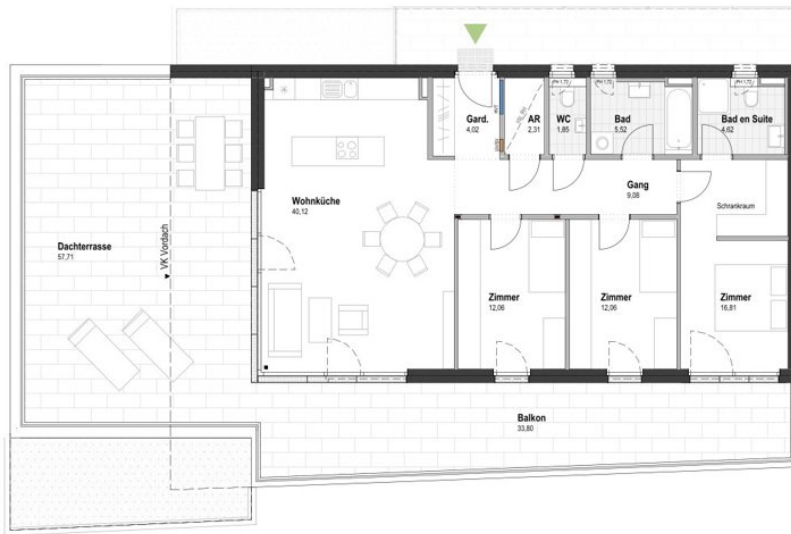 Gard.
4,02
AR
2,31
WC
1,65
Bad
5,52
Bad en Suite
4,62
Wohnküche
40,12
Gang
9,08
Schrankraum
Dachterrasse
57,71
VK Vordach
Zimmer
12,06
Zimmer
12,06
Zimmer
16,81
Balkon
33,80